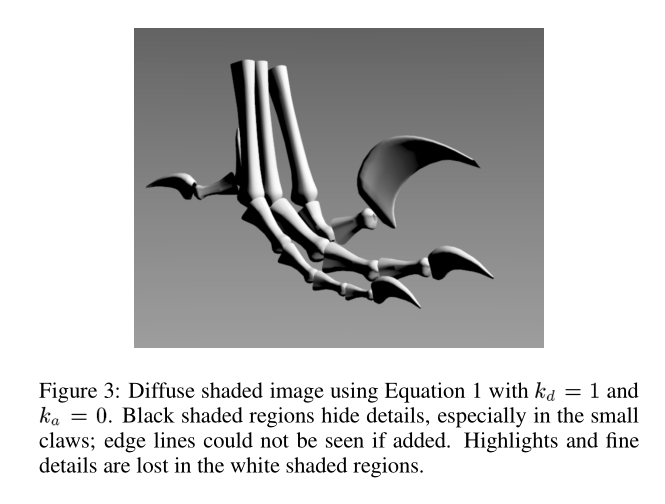 Figure 3: Diffuse shaded image using Equation 1 with k_d = 1 and
k_a = 0. Black shaded regions hide details, especially in the small
claws; edge lines could not be seen if added. Highlights and fine
details are lost in the white shaded regions.